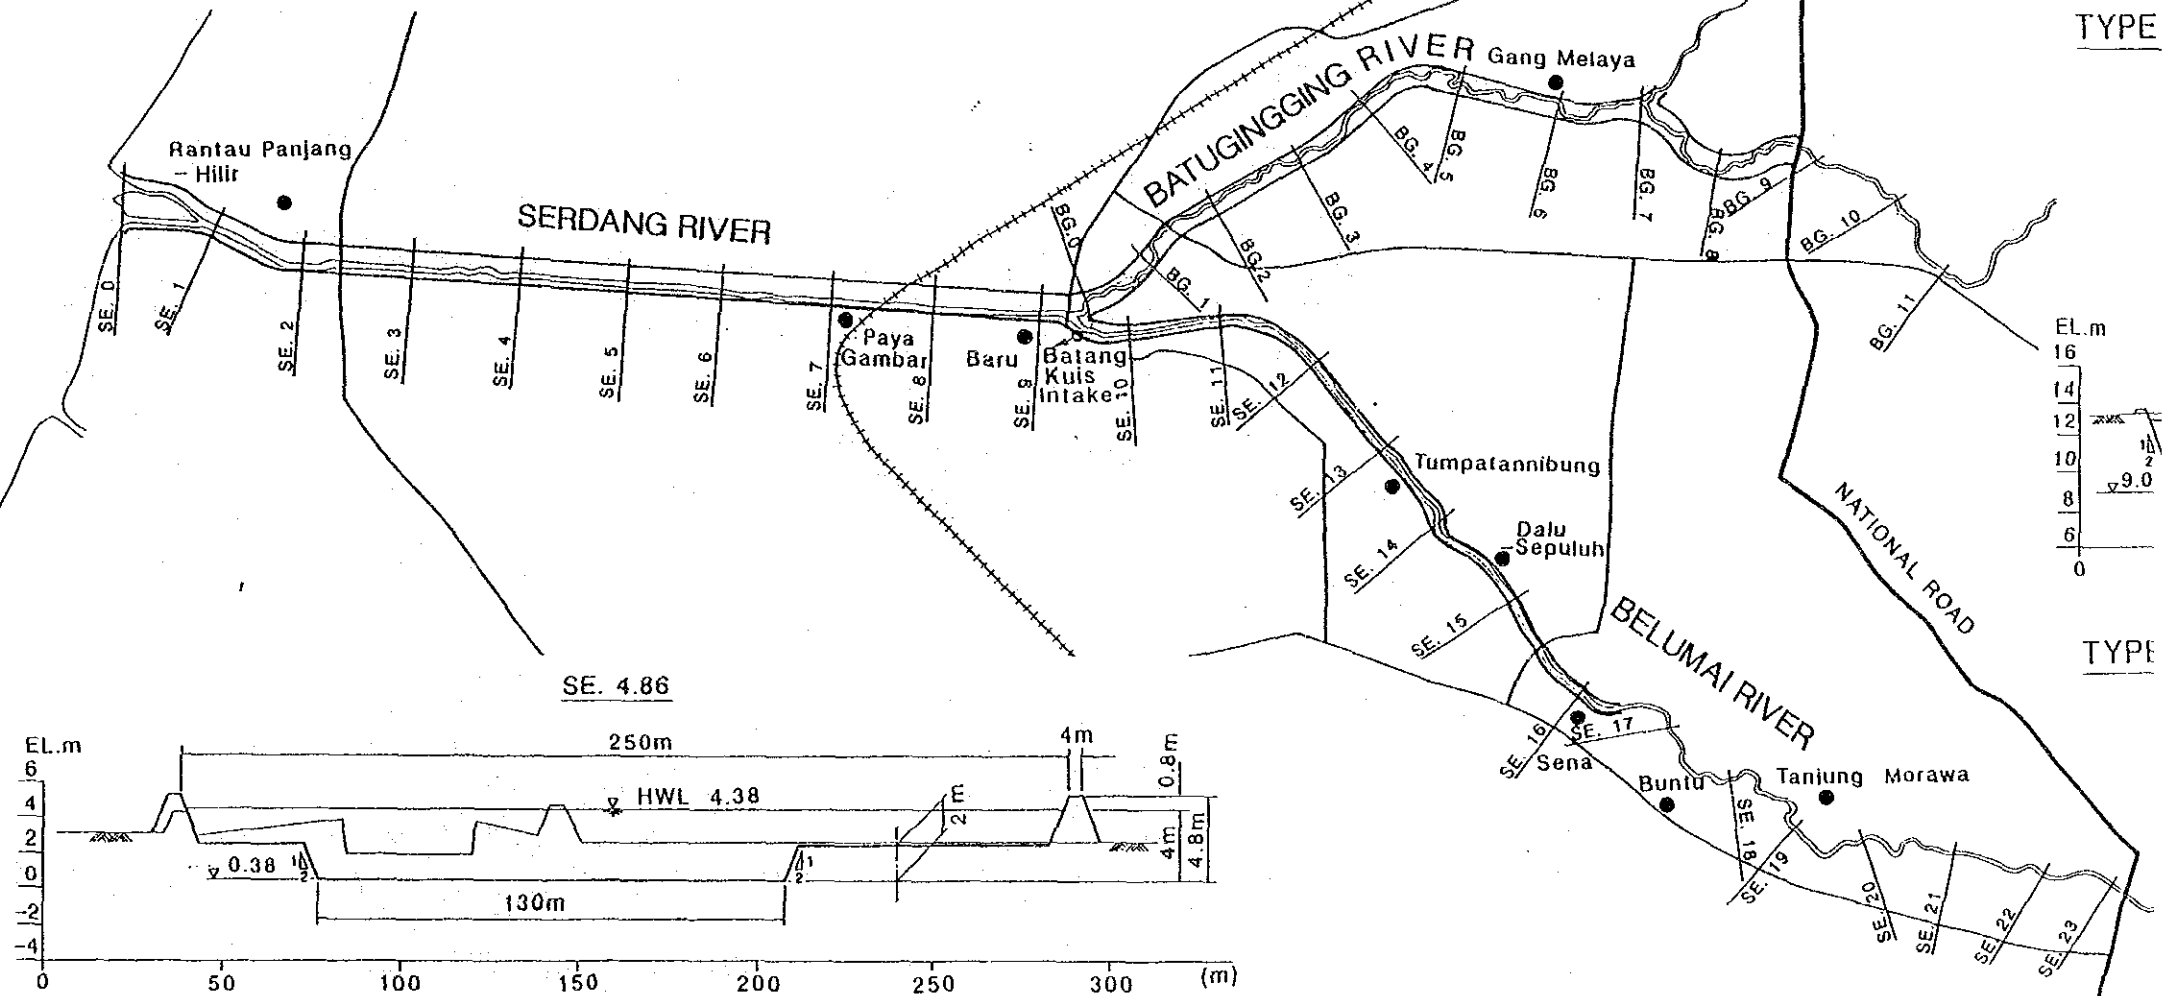 TYPE
Gang Melaya
BATUGINGGING RIVER
Rantau Panjang
- Hilir
SERDANG RIVER
BG. 0
BG. 1
BG. 2
BG. 3
BG. 4
BG. 5
BG. 6
BG. 7
BG. 8
BG. 9
BG. 10
BG. 11
SE. 0
SE. 1
SE. 2
SE. 3
SE. 4
SE. 5
SE. 6
SE. 7
SE. 8
SE. 9
SE. 10
SE. 11
SE. 12
SE. 13
SE. 14
SE. 15
SE. 16
SE. 17
SE. 18
SE. 19
SE. 20
SE. 21
SE. 22
SE. 23
Paya
Gambar
Baru
Batang
Kuis
Intake
Tumpatannibung
Dalu
-Sepuluh
BELUMAI RIVER
NATIONAL ROAD
Sena
Buntu
Tanjung Morawa
EL.m
16
14
12
10
8
6
0
9.0
1
2
SE. 4.86
EL.m
6
4
2
0
-2
-4
250m
4m
0.8m
HWL 4.38
2m
4m
4.8m
0.38
1
2
1
2
130m
0
50
100
150
200
250
300
(m)